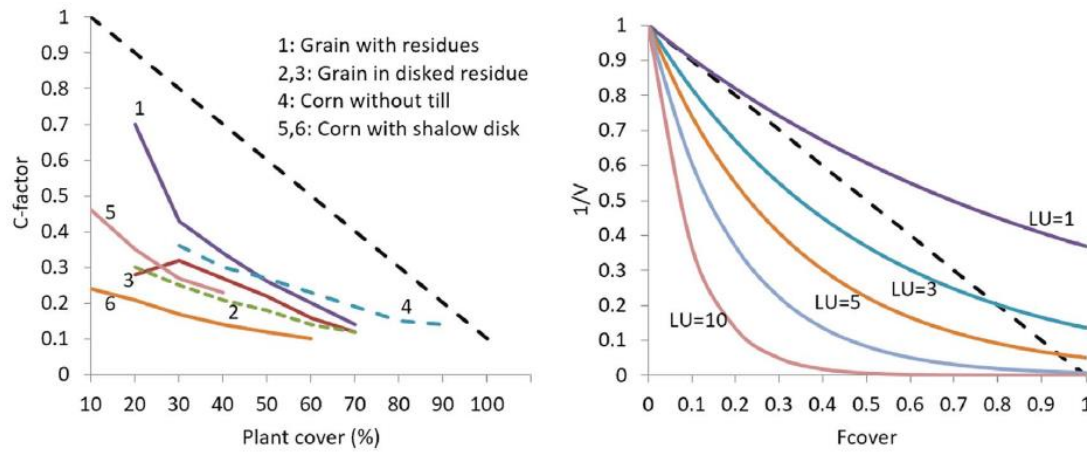 1
0.9
0.8
0.7
0.6
0.5
0.4
0.3
0.2
0.1
0
C-factor
10 20 30 40 50 60 70 80 90 100
Plant cover (%)
1: Grain with residues
2,3: Grain in disked residue
4: Corn without till
5,6: Corn with shalow disk
1
5
3
6
2
4
1
0.9
0.8
0.7
0.6
0.5
0.4
0.3
0.2
0.1
0
1/V
0 0.1 0.2 0.3 0.4 0.5 0.6 0.7 0.8 0.9 1
Fcover
LU=1
LU=3
LU=5
LU=10